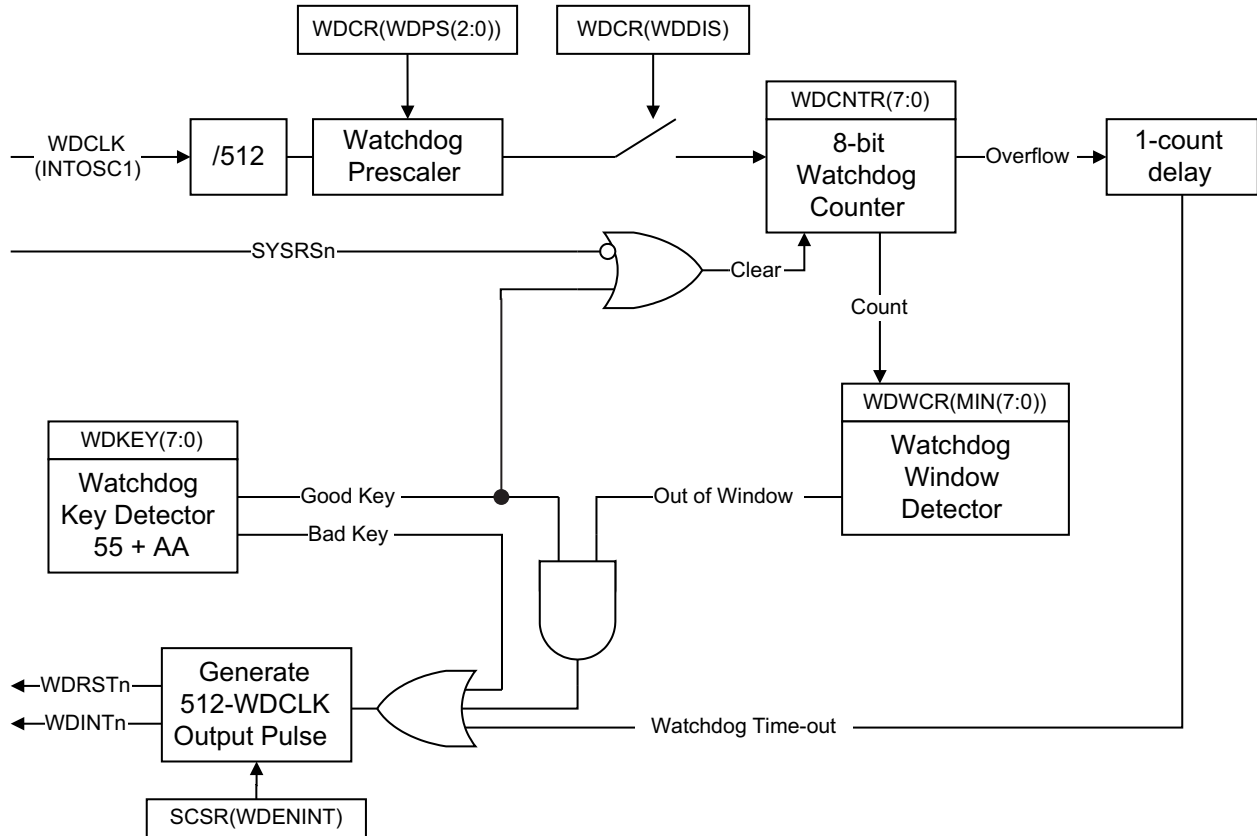 WDCR(WDPS(2:0))
WDCR(WDDIS)
WDCNTR(7:0)
WDCLK
(INTOSC1)
/512
Watchdog
Prescaler
8-bit
Watchdog
Counter
Overflow
1-count
delay
SYSRSn
Clear
Count
WDWCR(MIN(7:0))
Watchdog
Window
Detector
WDKEY(7:0)
Watchdog
Key Detector
55 + AA
Good Key
Bad Key
Out of Window
Generate
512-WDCLK
Output Pulse
WDRSTn
WDINTn
Watchdog Time-out
SCSR(WDENINT)